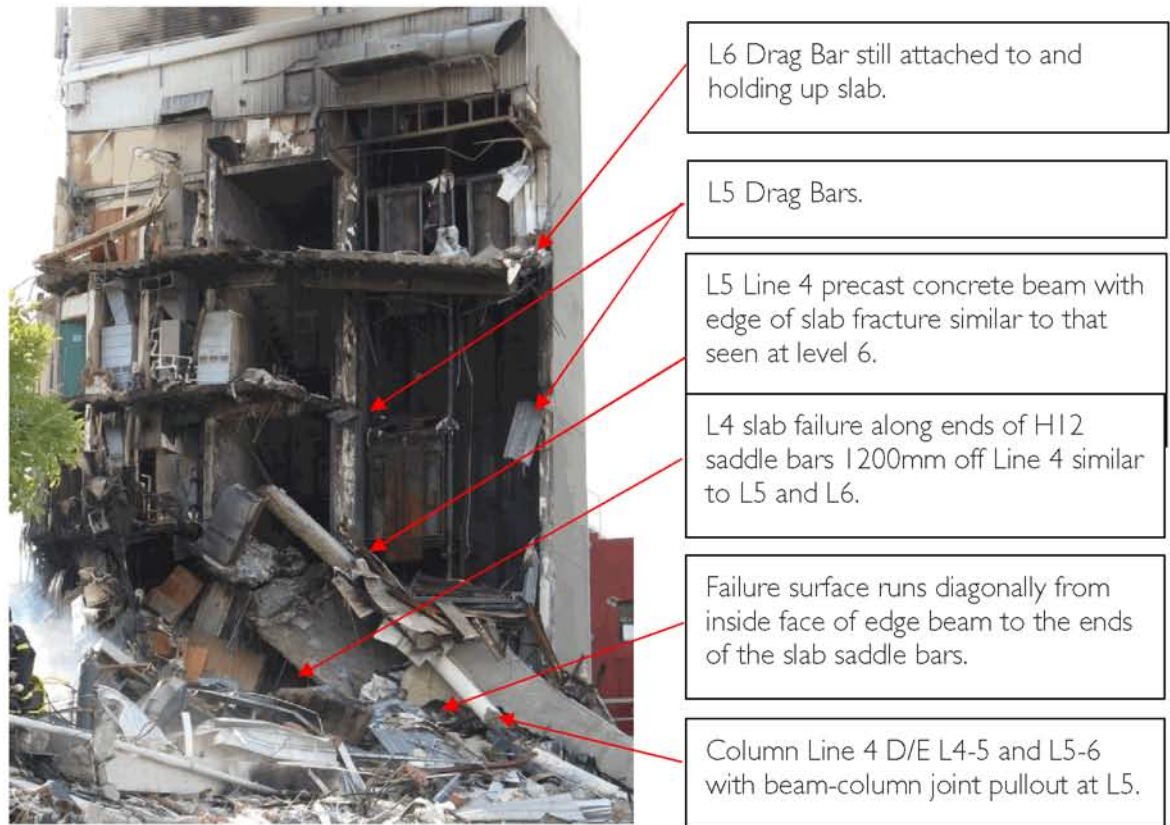 L6 Drag Bar still attached to and
holding up slab.
L5 Drag Bars.
L5 Line 4 precast concrete beam with
edge of slab fracture similar to that
seen at level 6.
L4 slab failure along ends of H12
saddle bars 1200mm off Line 4 similar
to L5 and L6.
Failure surface runs diagonally from
inside face of edge beam to the ends
of the slab saddle bars.
Column Line 4 D/E L4-5 and L5-6
with beam-column joint pullout at L5.